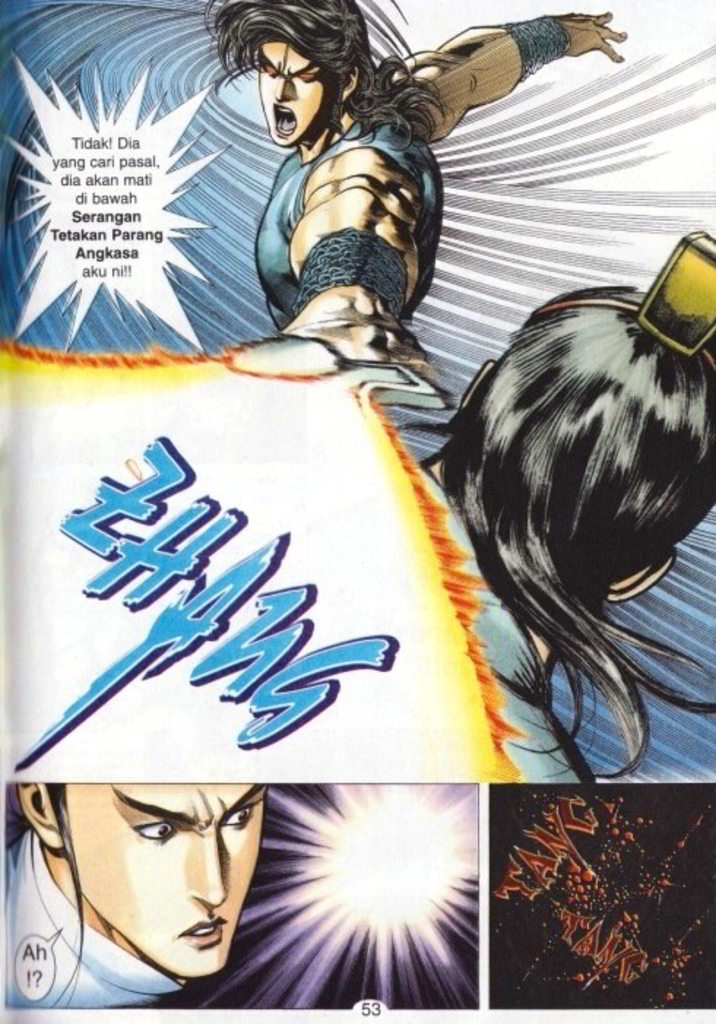 Tidak! Dia
yang cari pasal,
dia akan mati
di bawah
Serangan
Tetakan Parang
Angkasa
aku ni!!
ZHANS
Ah
!?
TANG
TANG
53